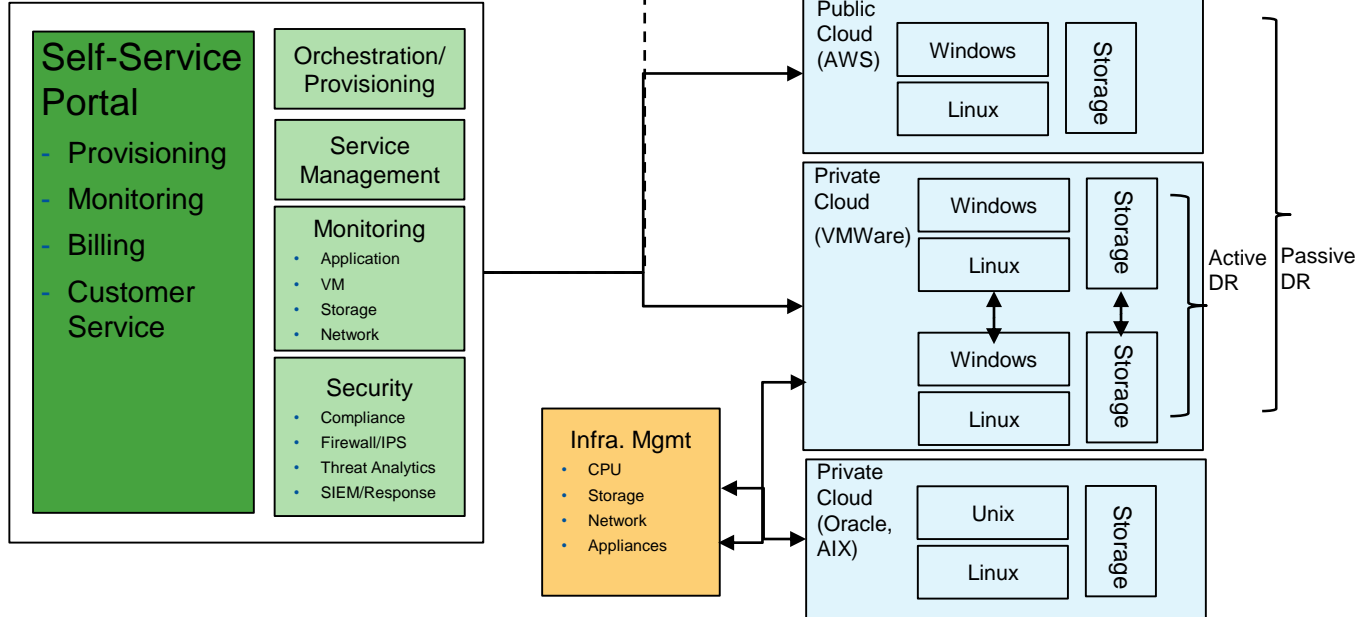 Self-Service
Portal
- Provisioning
- Monitoring
- Billing
- Customer
Service
Orchestration/
Provisioning
Service
Management
Monitoring
• Application
• VM
• Storage
• Network
Security
• Compliance
• Firewall/IPS
• Threat Analytics
• SIEM/Response
Infra. Mgmt
• CPU
• Storage
• Network
• Appliances
Public
Cloud
(AWS)
Windows
Linux
Storage
Private
Cloud
(VMWare)
Windows
Linux
Storage
Windows
Linux
Storage
Active
DR
Passive
DR
Private
Cloud
(Oracle,
AIX)
Unix
Linux
Storage